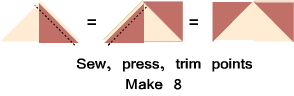 = =
Sew, press, trim points
Make 8